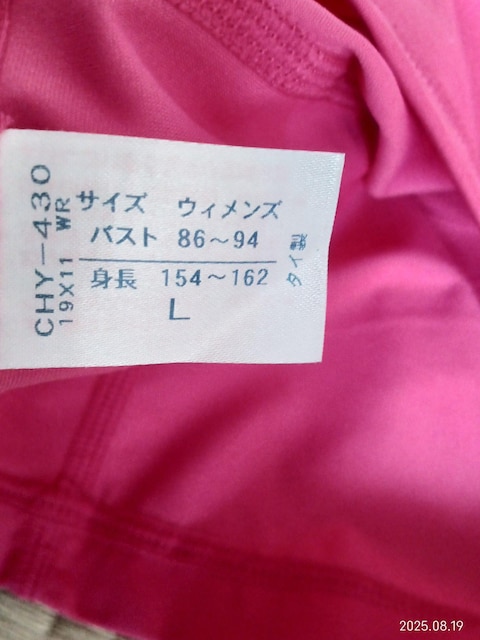 サイズ ウィメンズ
バスト 86～94
身長 154～162
L
CHY-430
19X11 WR
タイ製
2025.08.19